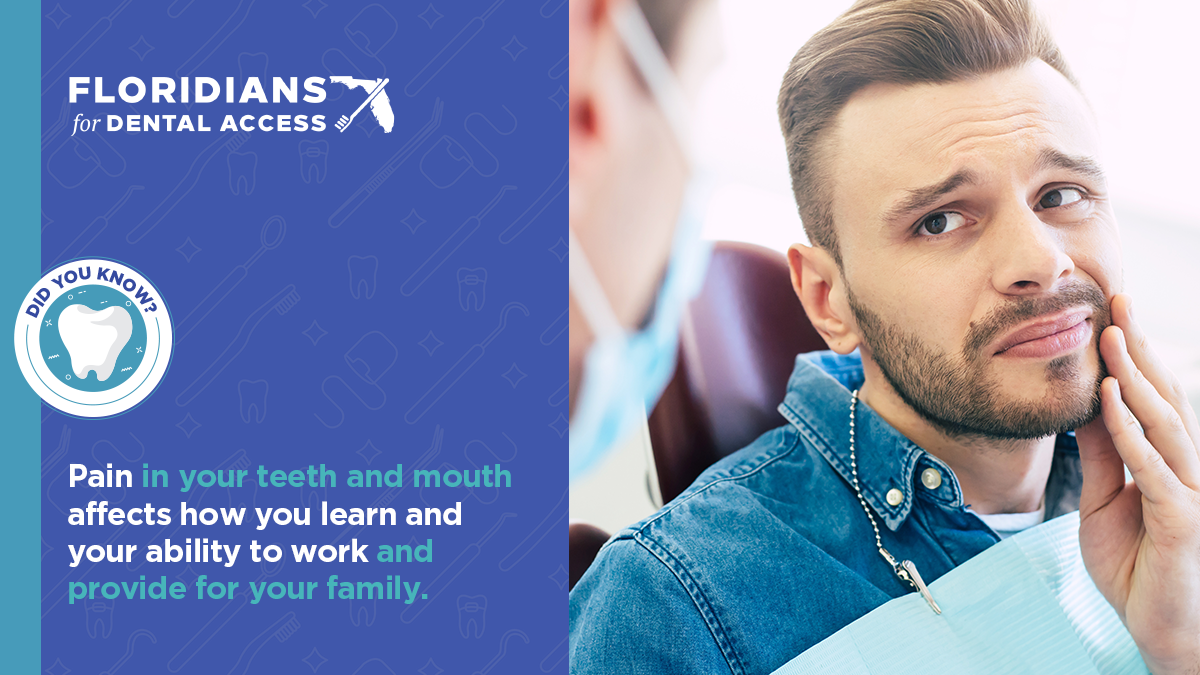 FLORIDIANS
for DENTAL ACCESS
DID YOU KNOW?
Pain in your teeth and mouth
affects how you learn and
your ability to work and
provide for your family.